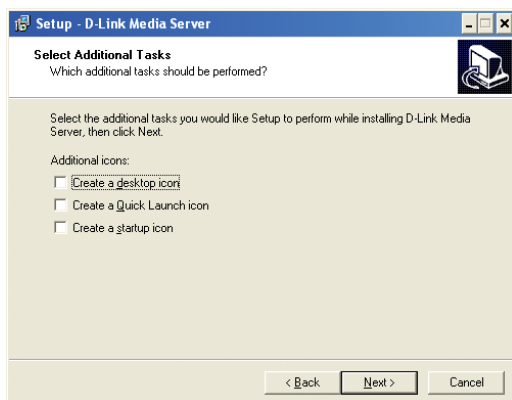 Setup - D-Link Media Server
Select Additional Tasks
Which additional tasks should be performed?
Select the additional tasks you would like Setup to perform while installing D-Link Media
Server, then click Next.
Additional icons:
Create a desktop icon
Create a Quick Launch icon
Create a startup icon
< Back Next > Cancel